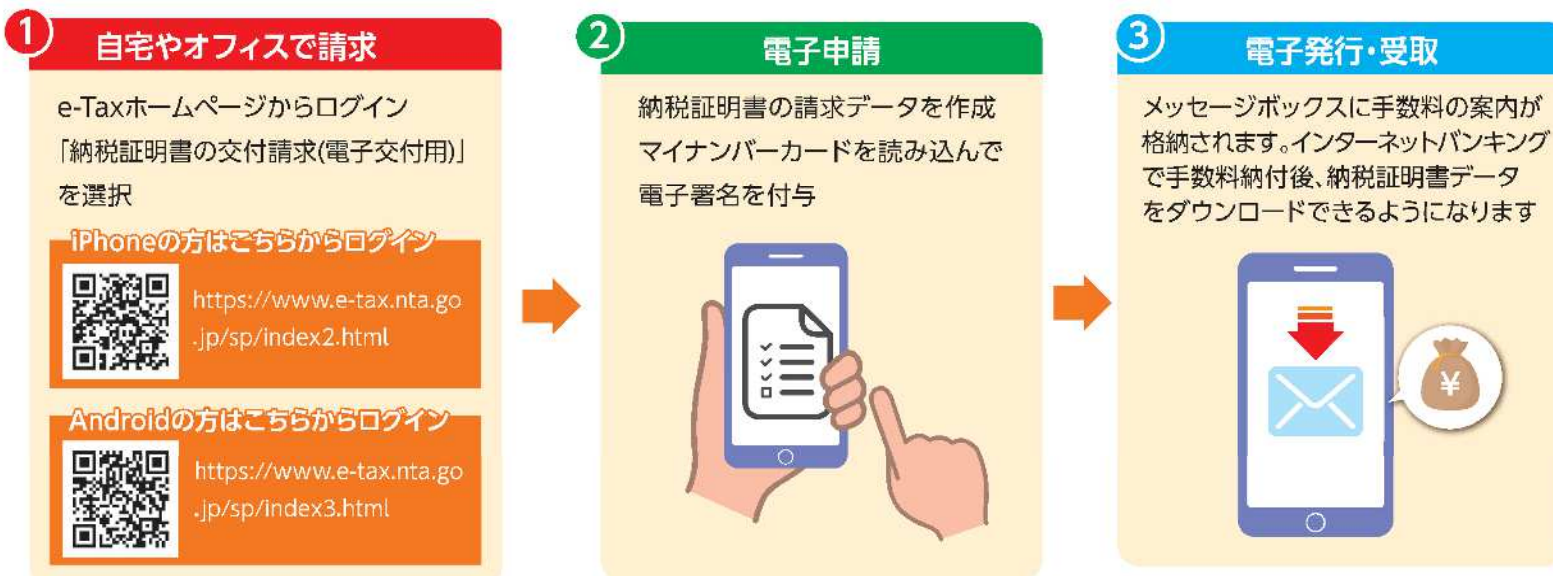 1
自宅やオフィスで請求
e-Taxホームページからログイン
「納税証明書の交付請求(電子交付用)」
を選択
iPhoneの方はこちらからログイン
https://www.e-tax.nta.go
.jp/sp/index2.html
Androidの方はこちらからログイン
https://www.e-tax.nta.go
.jp/sp/index3.html
2
電子申請
納税証明書の請求データを作成
マイナンバーカードを読み込んで
電子署名を付与
3
電子発行・受取
メッセージボックスに手数料の案内が
格納されます。インターネットバンキング
で手数料納付後、納税証明書データ
をダウンロードできるようになります
¥